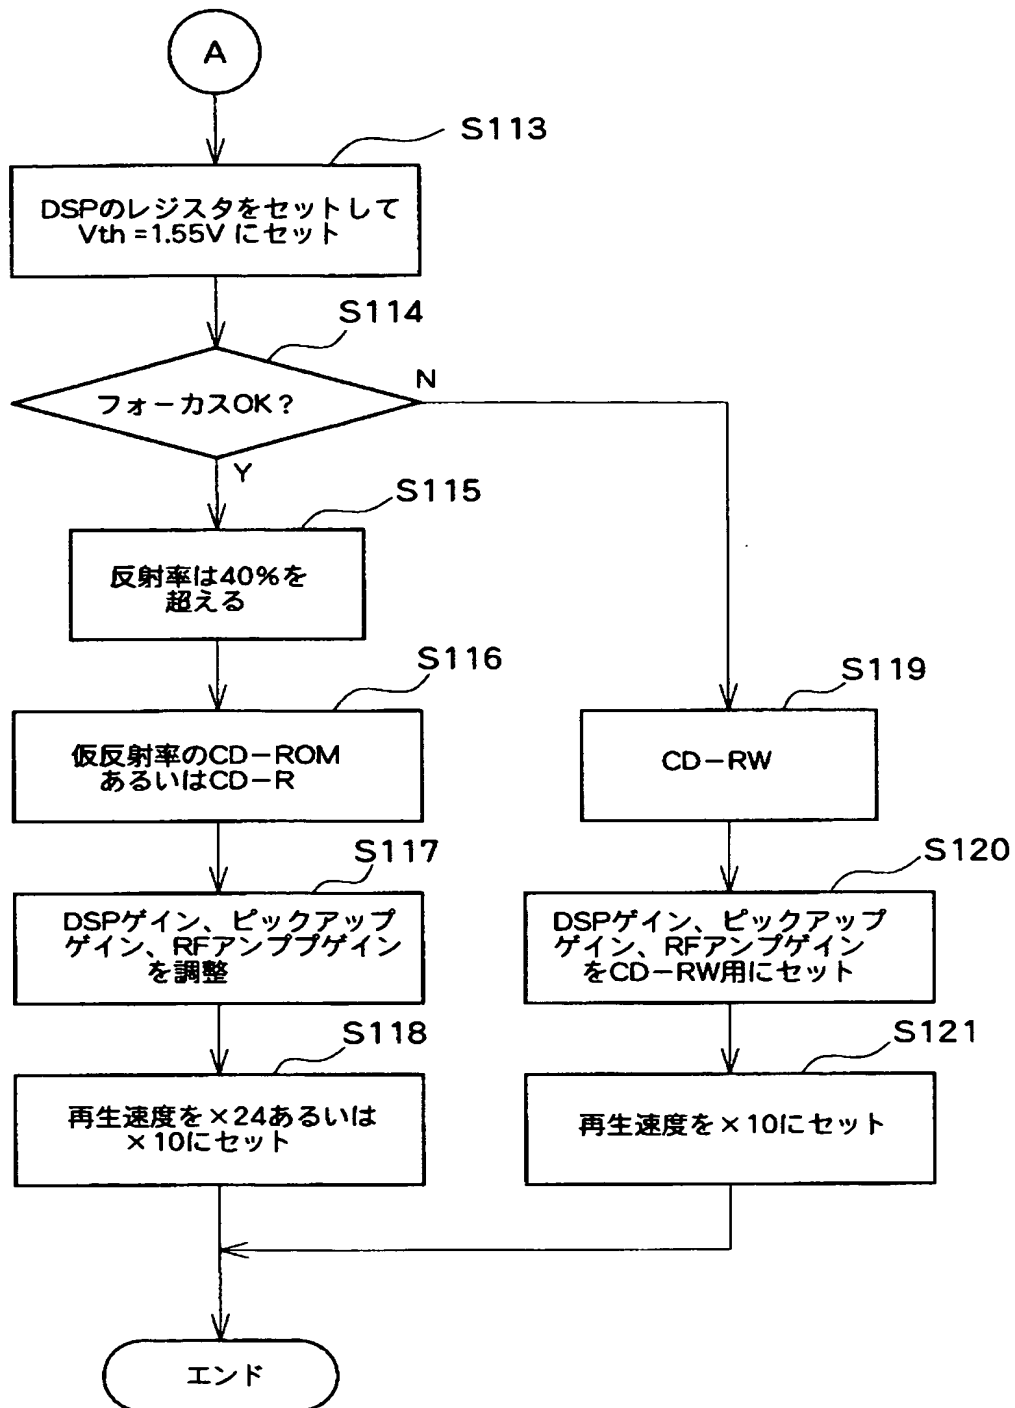 A
S113
DSPのレジスタをセットして
Vth =1.55V にセット
S114
フォーカスOK?
N
Y
S115
反射率は40%を
超える
S116
仮反射率のCD-ROM
あるいはCD-R
S117
DSPゲイン、ピックアップ
ゲイン、RFアンププゲイン
を調整
S118
再生速度を×24あるいは
×10にセット
S119
CD-RW
S120
DSPゲイン、ピックアップ
ゲイン、RFアンプゲイン
をCD-RW用にセット
S121
再生速度を×10にセット
エンド